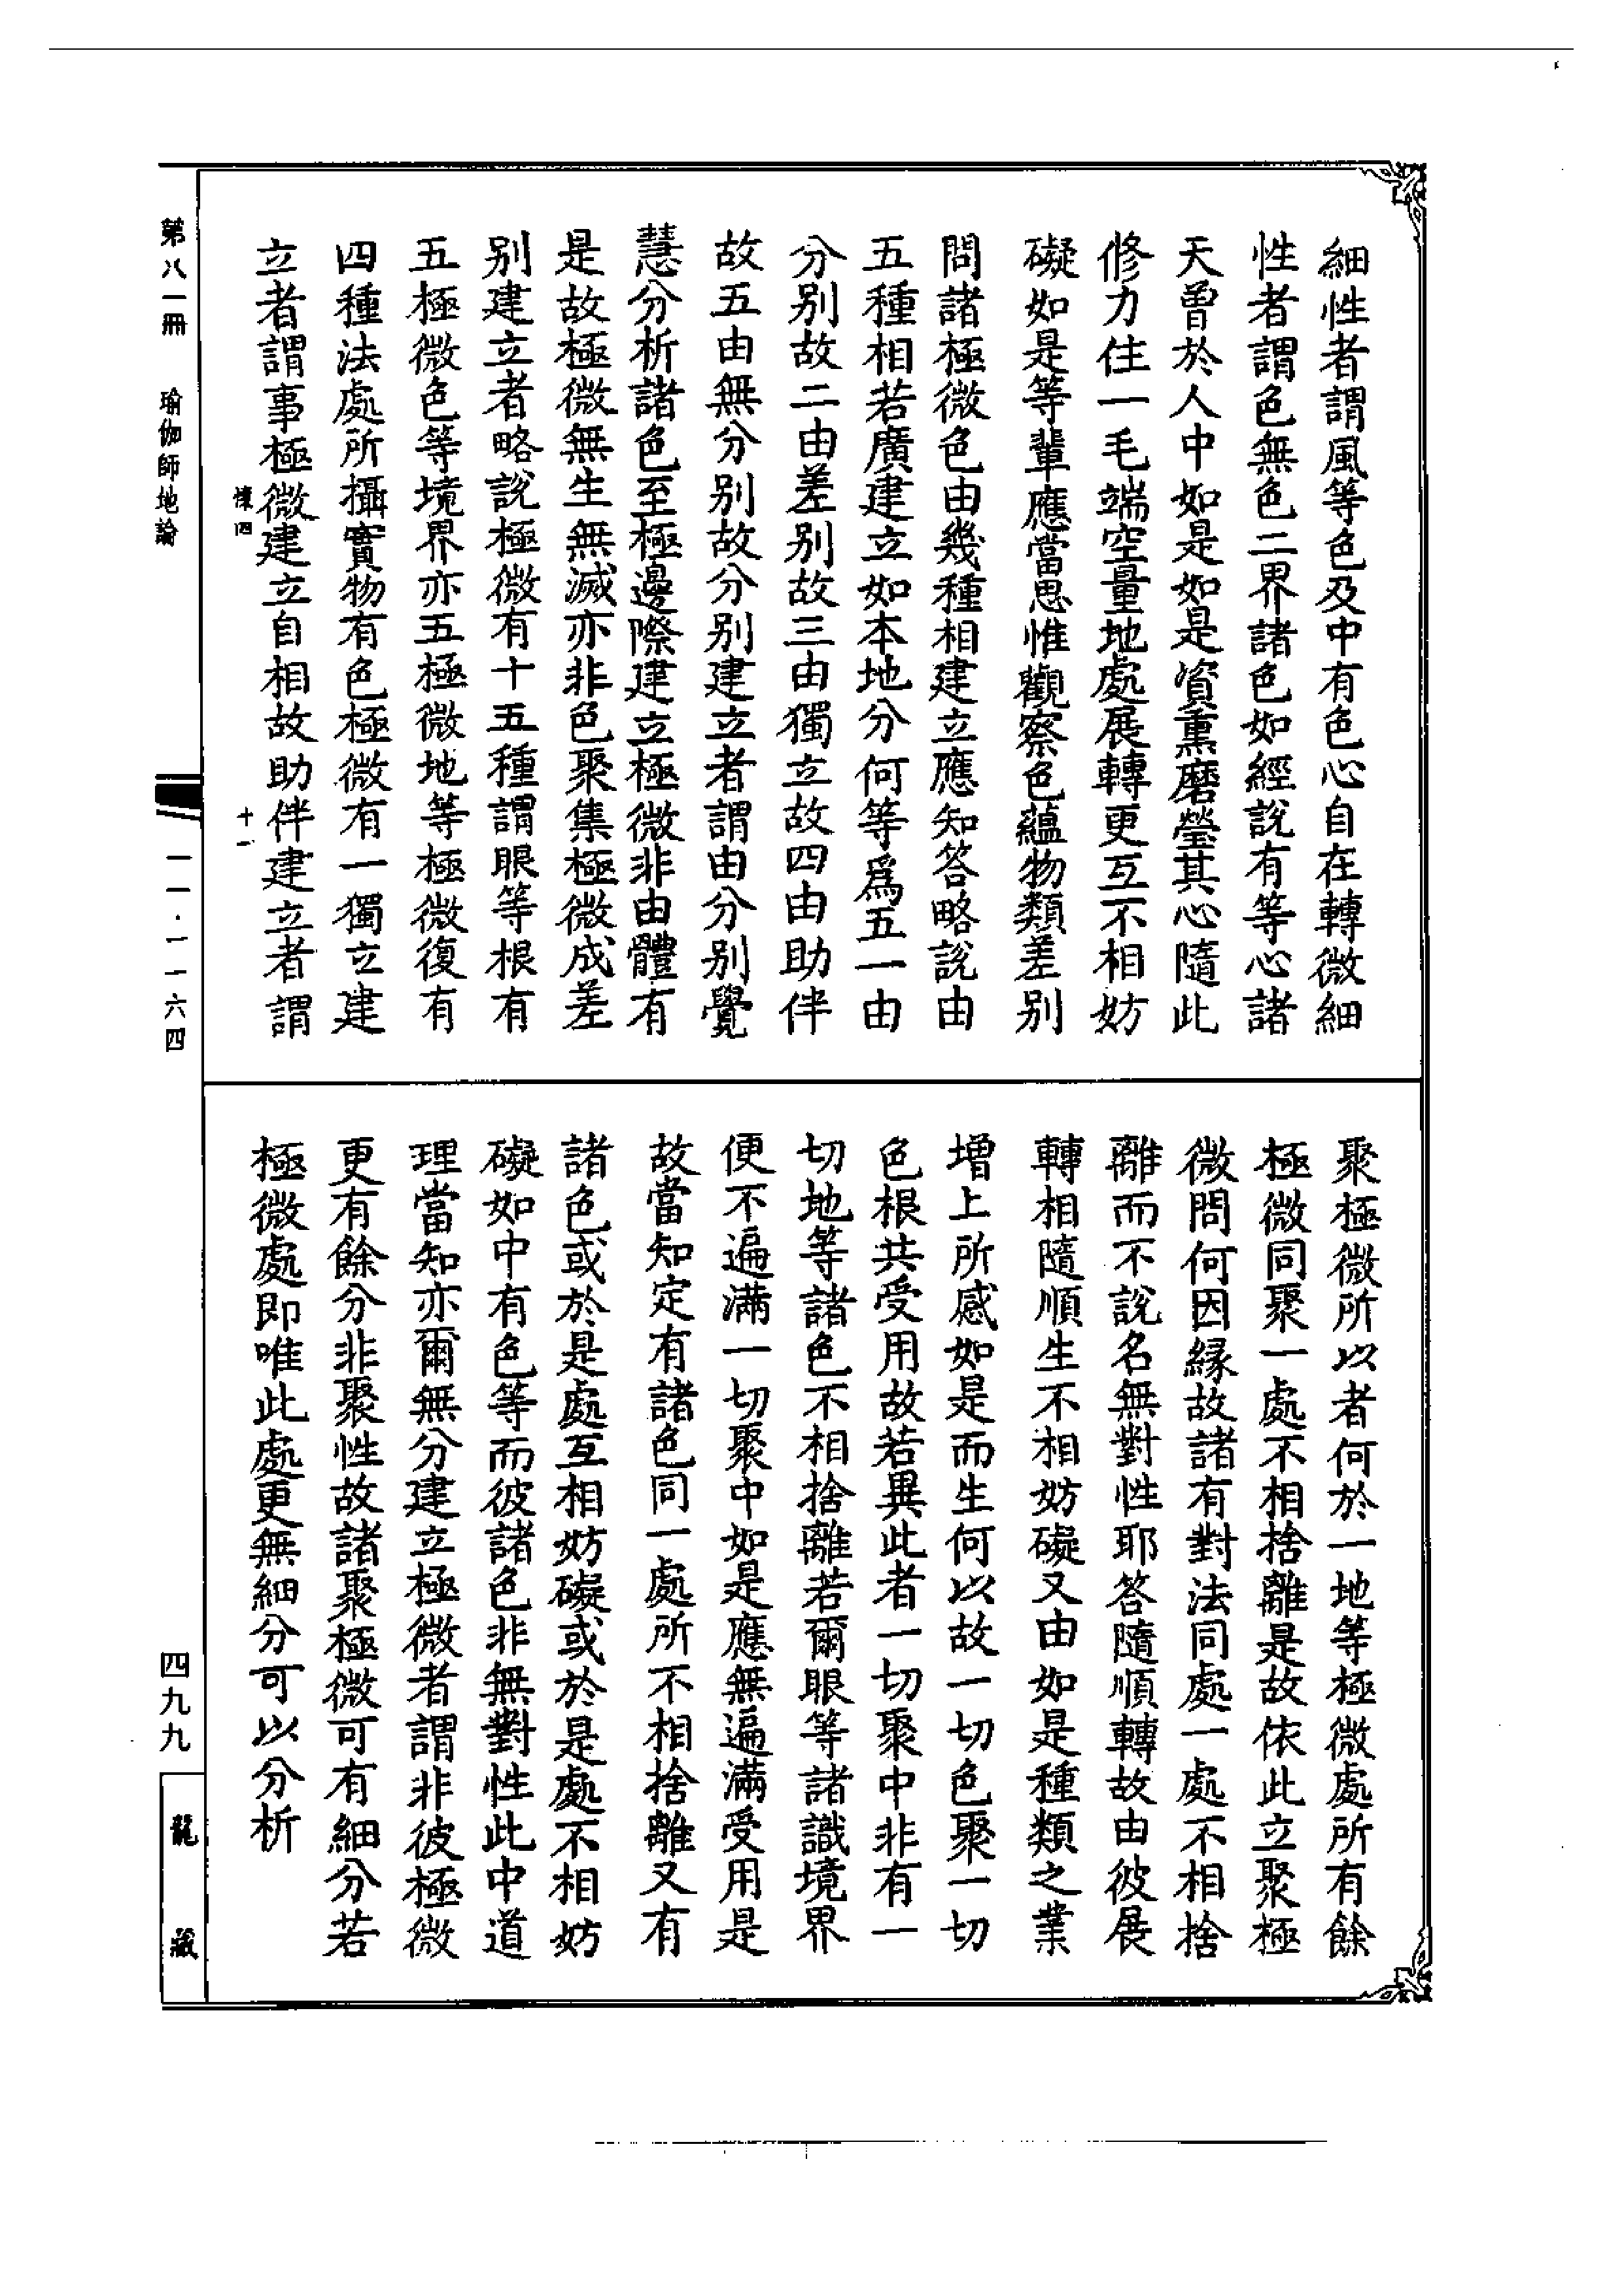 細性者謂風等色及中有色心自在轉微細
性者謂色無色二界諸色如經說有等心諸
天曾於人中如是如是資熏磨瑩其心隨此
修力住一毛端空量地處展轉更互不相妨
礙如是等輩應當思惟觀察色蘊物類差別
問諸極微色由幾種相建立應知答略說由
五種相若廣建立如本地分何等爲五一由
分別故二由差別故三由獨立故四由助伴
故五由無分別故分別建立者謂由分別覺
慧分析諸色至極邊際建立極微非由體有
是故極微無生無滅亦非色聚集極微成差
別建立者略說極微有十五種謂眼等根有
五極微色等境界亦五極微地等極微復有
四種法處所攝實物有色極微有一獨立建
立者謂事極微建立自相故助伴建立者謂
聚極微所以者何於一地等極微處所有餘
極微同聚一處不相捨離是故依此立聚極
微問何因緣故諸有對法同處一處不相捨
離而不說名無對性耶答隨順轉故由彼展
轉相隨順生不相妨礙又由如是種類之業
增上所感如是而生何以故一切色聚一切
色根共受用故若異此者一切聚中非有一
切地等諸色不相捨離若爾眼等諸識境界
便不遍滿一切聚中如是應無遍滿受用是
故當知定有諸色同一處所不相捨離又有
諸色或於是處互相妨礙或於是處不相妨
礙如中有色等而彼諸色非無對性此中道
理當知亦爾無分建立極微者謂非彼極微
更有餘分非聚性故諸聚極微可有細分若
極微處即唯此處更無細分可以分析
第八一冊 瑜伽師地論
一一·一一六四
四九九
龍藏
十一